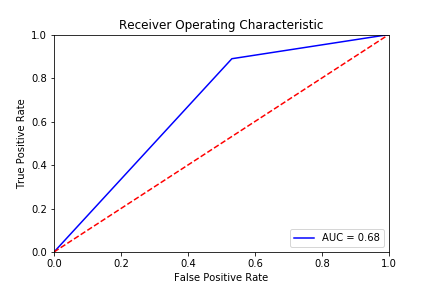 Receiver Operating Characteristic
True Positive Rate
1.0
0.8
0.6
0.4
0.2
0.0
AUC = 0.68
0.0 0.2 0.4 0.6 0.8 1.0
False Positive Rate